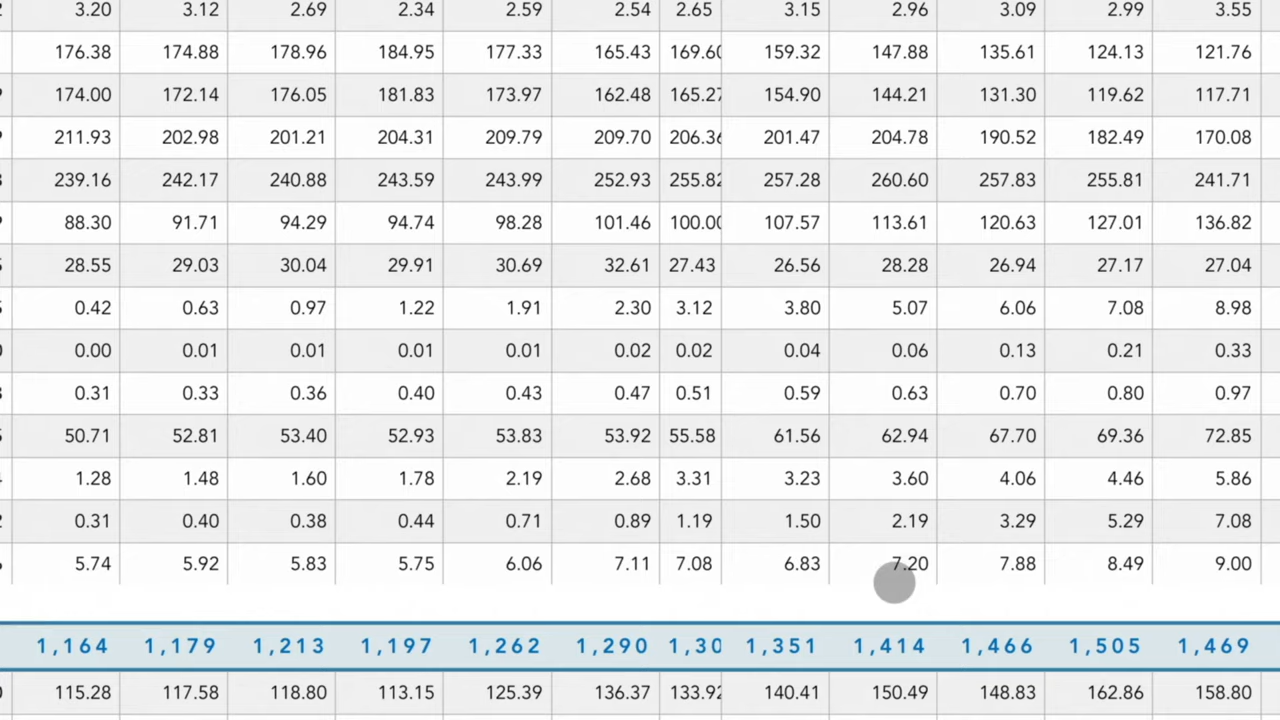 3.20 3.12 2.69 2.34 2.59 2.54 2.65 3.15 2.96 3.09 2.99 3.55
176.38 174.88 178.96 184.95 177.33 165.43 169.60 159.32 147.88 135.61 124.13 121.76
174.00 172.14 176.05 181.83 173.97 162.48 165.27 154.90 144.21 131.30 119.62 117.71
211.93 202.98 201.21 204.31 209.79 209.70 206.36 201.47 204.78 190.52 182.49 170.08
239.16 242.17 240.88 243.59 243.99 252.93 255.82 257.28 260.60 257.83 255.81 241.71
88.30 91.71 94.29 94.74 98.28 101.46 100.00 107.57 113.61 120.63 127.01 136.82
28.55 29.03 30.04 29.91 30.69 32.61 27.43 26.56 28.28 26.94 27.17 27.04
0.42 0.63 0.97 1.22 1.91 2.30 3.12 3.80 5.07 6.06 7.08 8.98
0.00 0.01 0.01 0.01 0.01 0.02 0.02 0.04 0.06 0.13 0.21 0.33
0.31 0.33 0.36 0.40 0.43 0.47 0.51 0.59 0.63 0.70 0.80 0.97
50.71 52.81 53.40 52.93 53.83 53.92 55.58 61.56 62.94 67.70 69.36 72.85
1.28 1.48 1.60 1.78 2.19 2.68 3.31 3.23 3.60 4.06 4.46 5.86
0.31 0.40 0.38 0.44 0.71 0.89 1.19 1.50 2.19 3.29 5.29 7.08
5.74 5.92 5.83 5.75 6.06 7.11 7.08 6.83 7.20 7.88 8.49 9.00
1,164 1,179 1,213 1,197 1,262 1,290 1,30 1,351 1,414 1,466 1,505 1,469
115.28 117.58 118.80 113.15 125.39 136.37 133.92 140.41 150.49 148.83 162.86 158.80